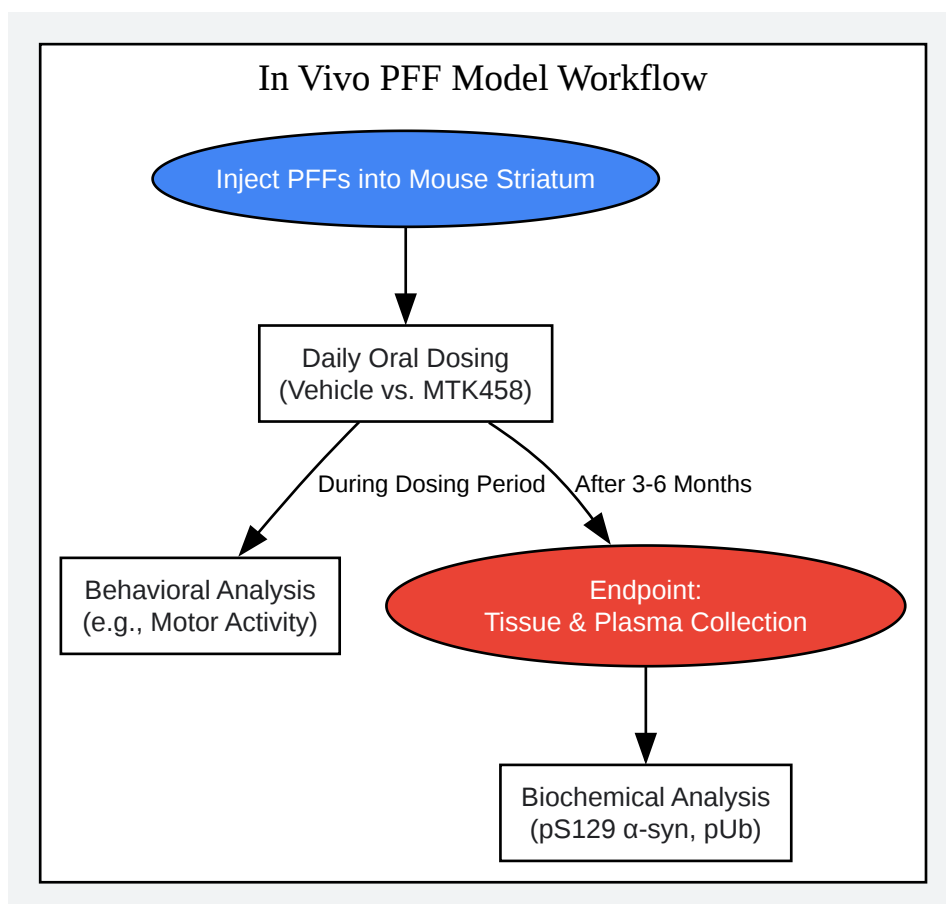 In Vivo PFF Model Workflow
Inject PFFs into Mouse Striatum
Daily Oral Dosing
(Vehicle vs. MTK458)
During Dosing Period
After 3-6 Months
Behavioral Analysis
(e.g., Motor Activity)
Endpoint:
Tissue & Plasma Collection
Biochemical Analysis
(pS129 α-syn, pUb)